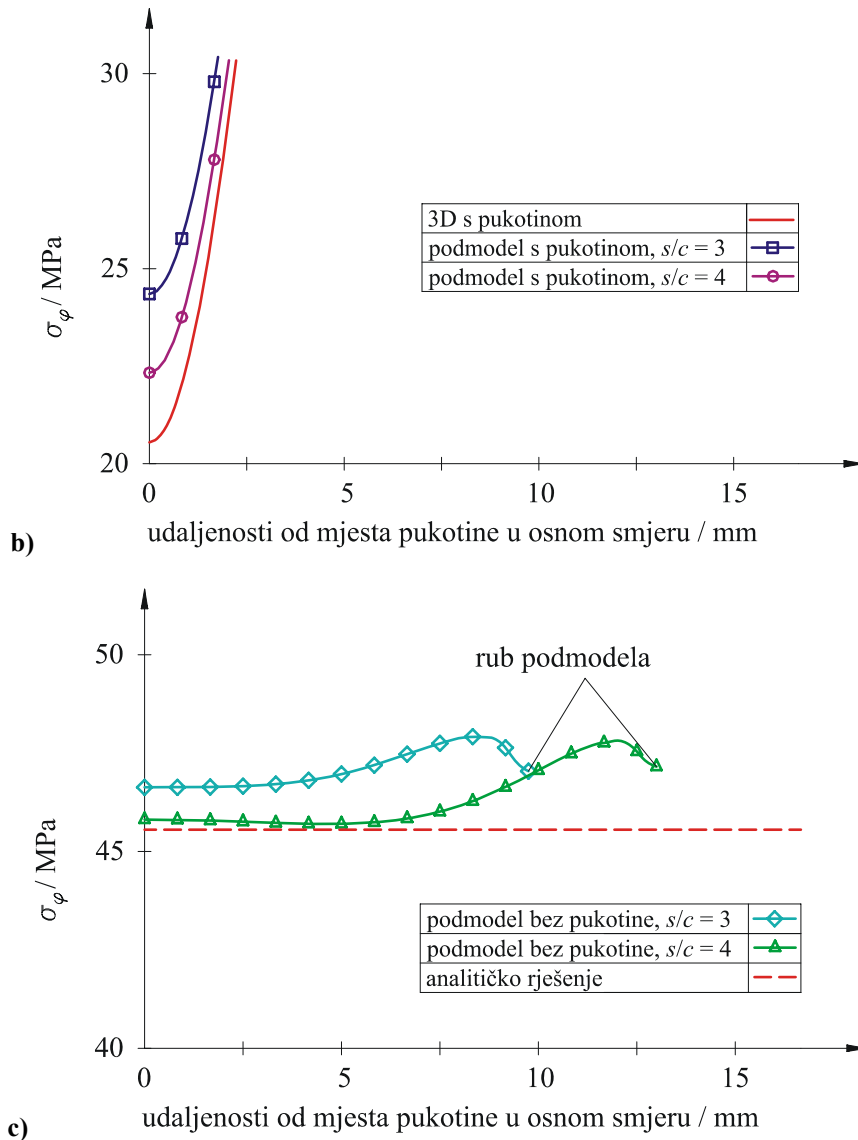 30
25
20
σφ / MPa
3D s pukotinom
podmodel s pukotinom, s/c = 3
podmodel s pukotinom, s/c = 4
0 5 10 15
udaljenosti od mjesta pukotine u osnom smjeru / mm
b)
50
45
40
σφ / MPa
rub podmodela
podmodel bez pukotine, s/c = 3
podmodel bez pukotine, s/c = 4
analitičko rješenje
0 5 10 15
udaljenosti od mjesta pukotine u osnom smjeru / mm
c)